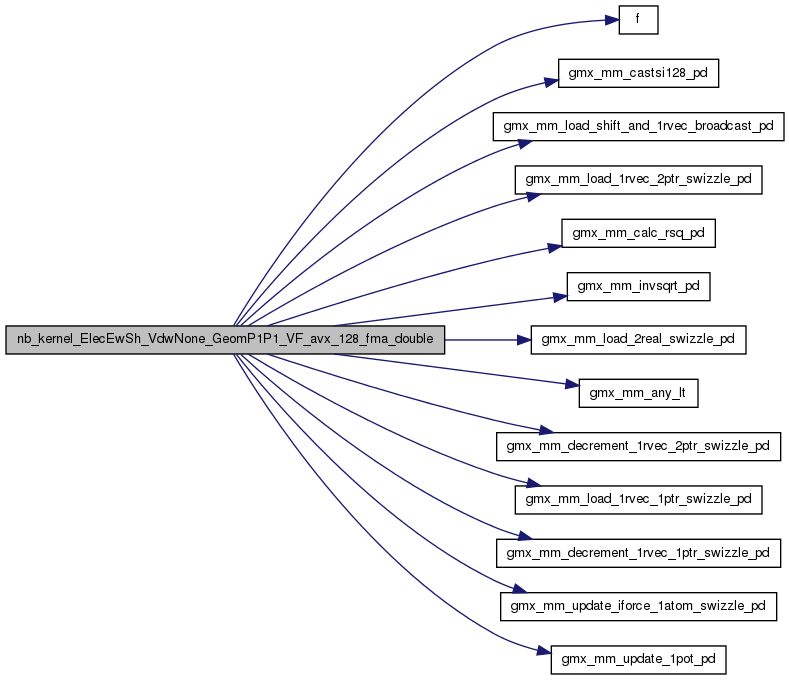 f
gmx_mm_castsi128_pd
gmx_mm_load_shift_and_1rvec_broadcast_pd
gmx_mm_load_1rvec_2ptr_swizzle_pd
gmx_mm_calc_rsq_pd
gmx_mm_invsqrt_pd
nb_kernel_ElecEwSh_VdwNone_GeomP1P1_VF_avx_128_fma_double
gmx_mm_load_2real_swizzle_pd
gmx_mm_any_lt
gmx_mm_decrement_1rvec_2ptr_swizzle_pd
gmx_mm_load_1rvec_1ptr_swizzle_pd
gmx_mm_decrement_1rvec_1ptr_swizzle_pd
gmx_mm_update_iforce_1atom_swizzle_pd
gmx_mm_update_1pot_pd